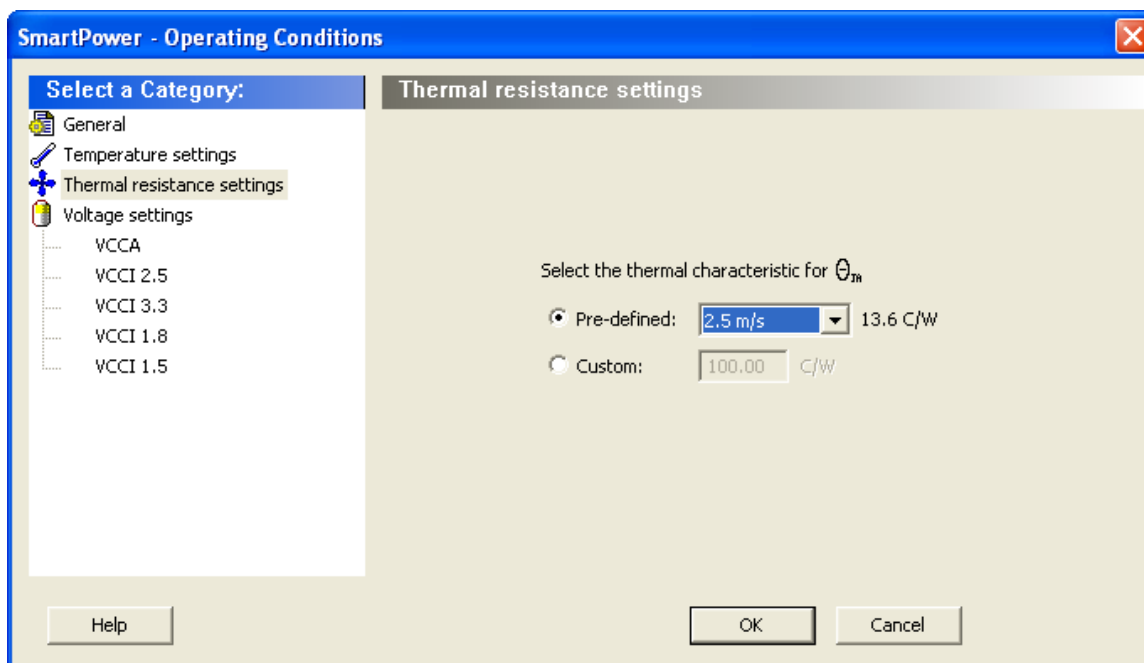 SmartPower - Operating Conditions
Select a Category:
General
Temperature settings
Thermal resistance settings
Voltage settings
VCCA
VCCI 2.5
VCCI 3.3
VCCI 1.8
VCCI 1.5
Thermal resistance settings
Select the thermal characteristic for ΘJA
Pre-defined: 2.5 m/s 13.6 C/W
Custom: 100.00 C/W
Help
OK
Cancel